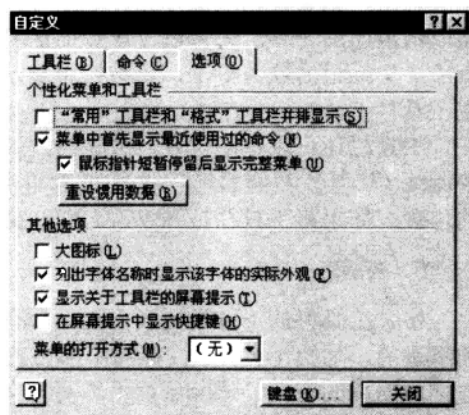 自定义
工具栏(B) 命令(C) 选项(O)
个性化菜单和工具栏
“常用”工具栏和“格式”工具栏并排显示(S)
菜单中首先显示最近使用过的命令(N)
鼠标指针短暂停留后显示完整菜单(U)
重设惯用数据(R)
其他选项
大图标(L)
列出字体名称时显示该字体的实际外观(F)
显示关于工具栏的屏幕提示(T)
在屏幕提示中显示快捷键(H)
菜单的打开方式(M): (无)
键盘(K)... 关闭